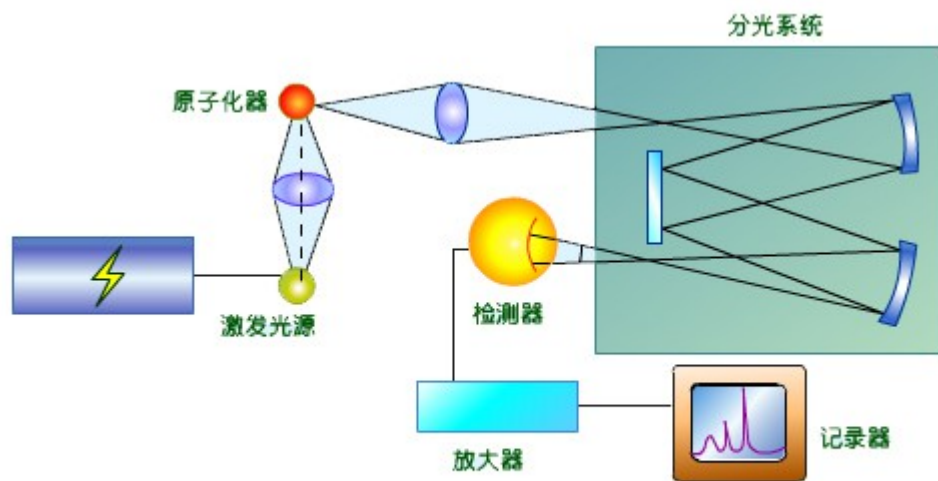 分光系统
原子化器
激发光源
检测器
放大器
记录器